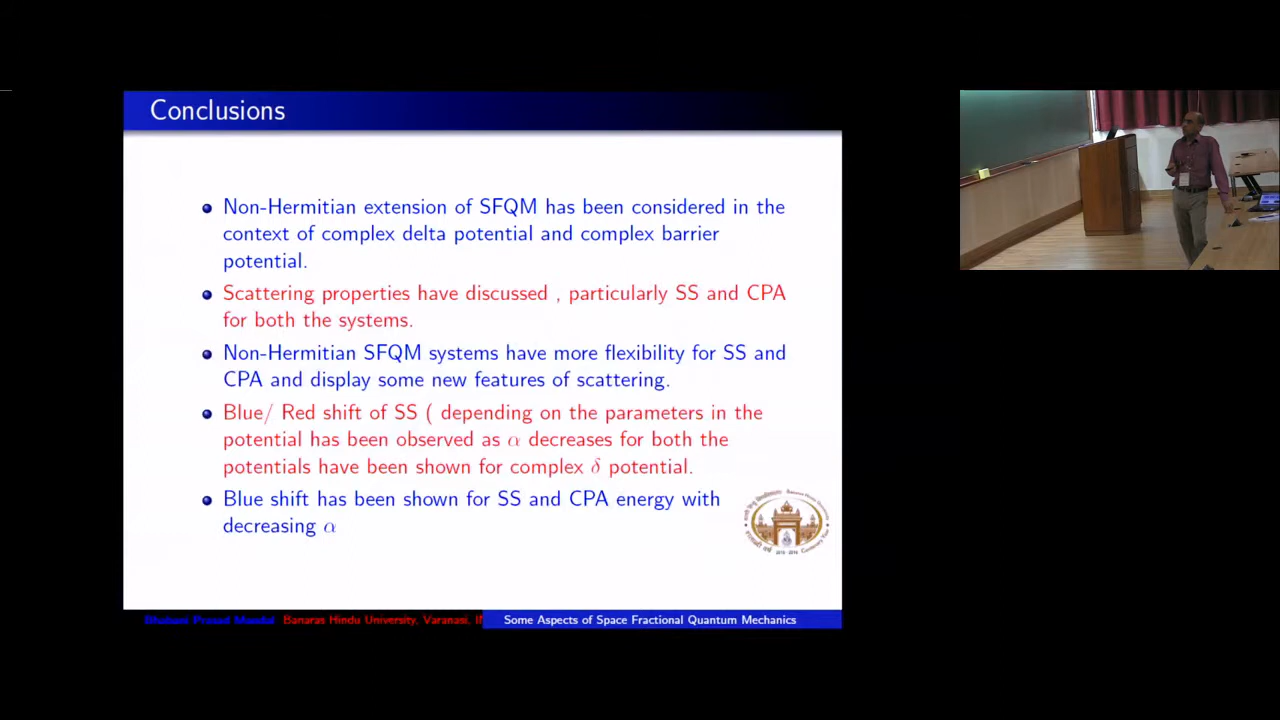 Conclusions
Non-Hermitian extension of SFQM has been considered in the
context of complex delta potential and complex barrier
potential.
Scattering properties have discussed , particularly SS and CPA
for both the systems.
Non-Hermitian SFQM systems have more flexibility for SS and
CPA and display some new features of scattering.
Blue/ Red shift of SS ( depending on the parameters in the
potential has been observed as α decreases for both the
potentials have been shown for complex δ potential.
Blue shift has been shown for SS and CPA energy with
decreasing α
Bhabani Prasad Mandal Banaras Hindu University, Varanasi, IN
Some Aspects of Space Fractional Quantum Mechanics